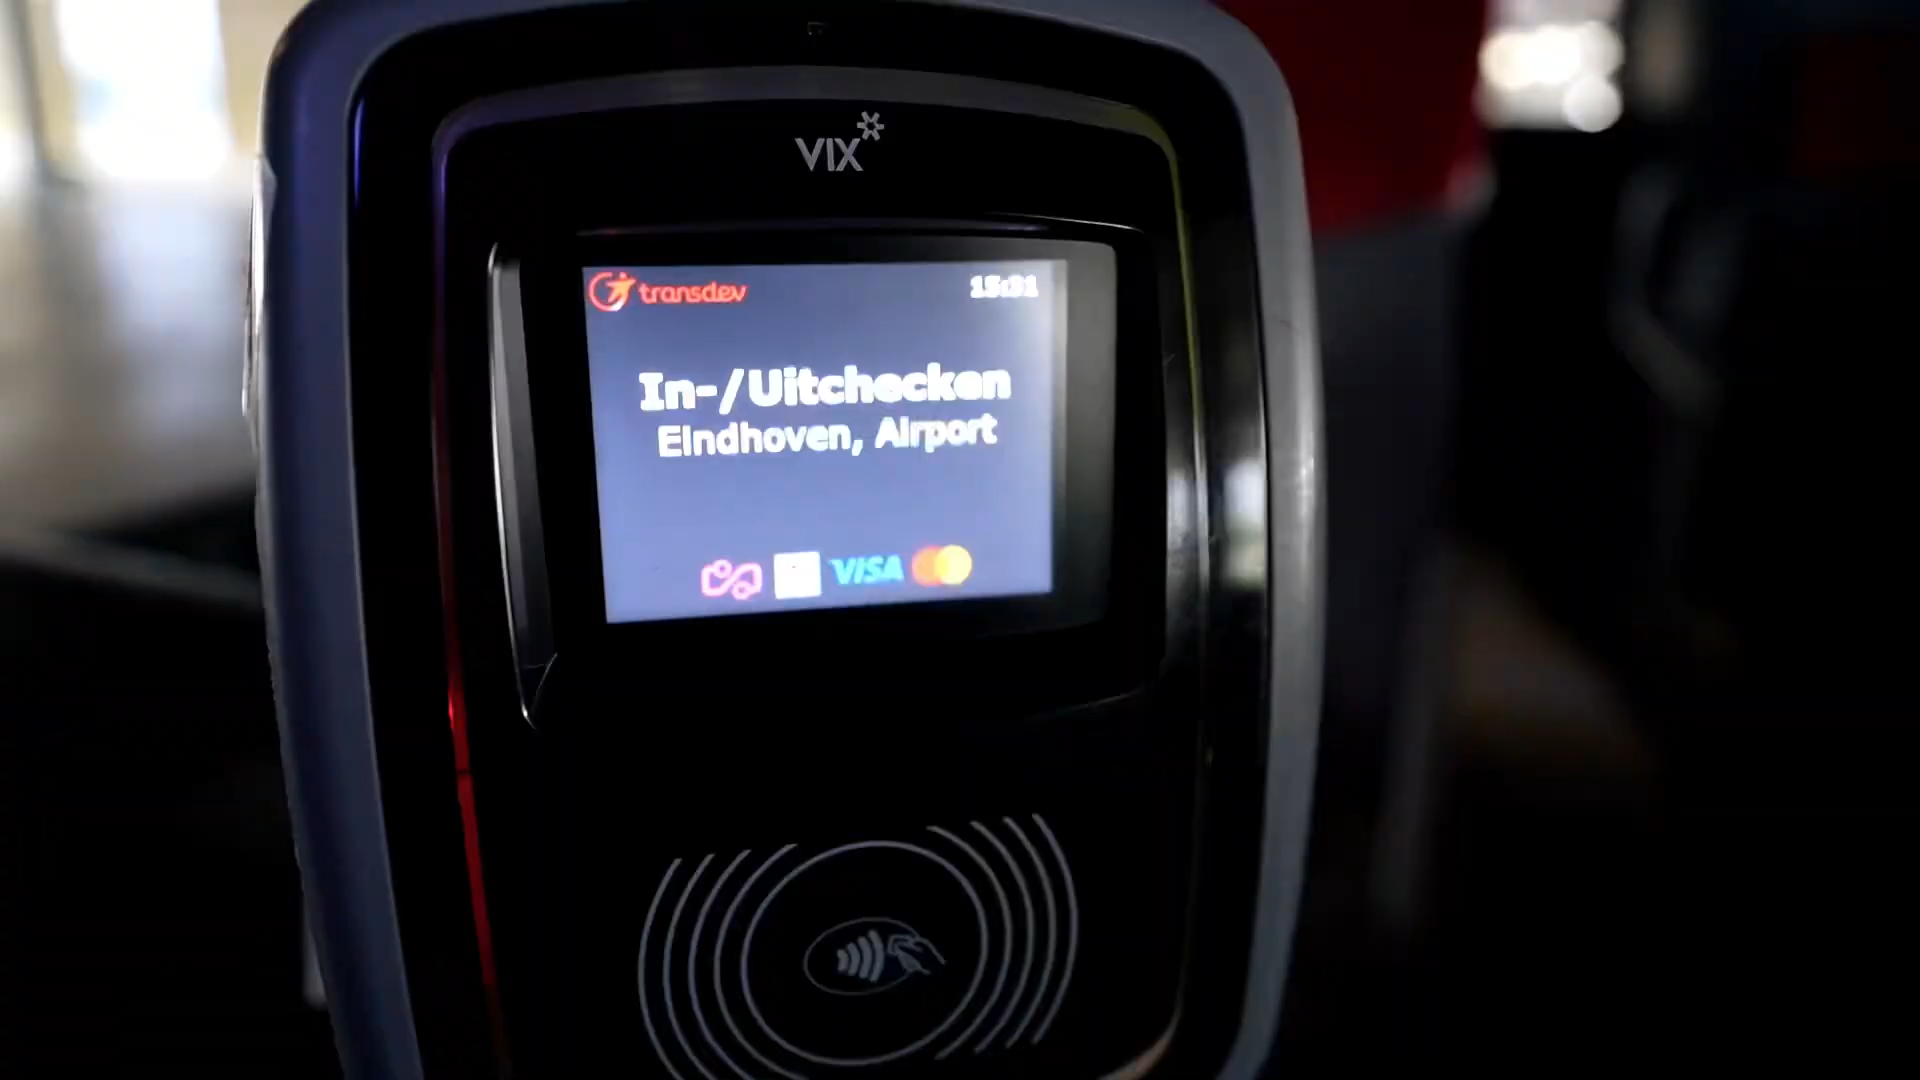 VIX
transdev
In-/Uitchecken
Eindhoven, Airport
VISA